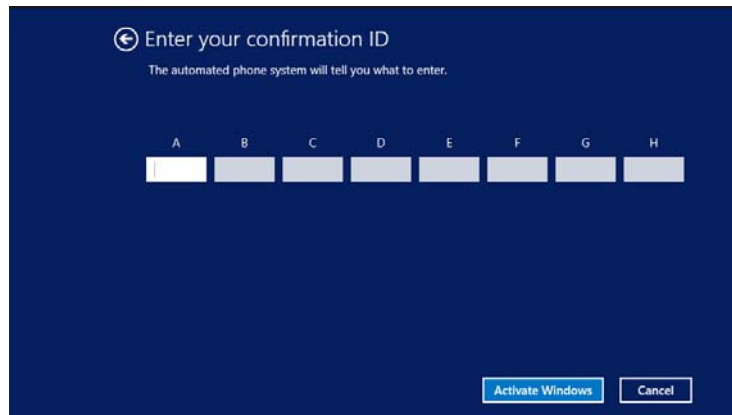 Enter your confirmation ID
The automated phone system will tell you what to enter.
A B C D E F G H
Activate Windows Cancel